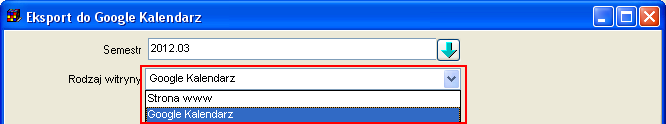 Eksport do Google Kalendarz
Semestr 2012.03
Rodzaj witryny Google Kalendarz
Strona www
Google Kalendarz